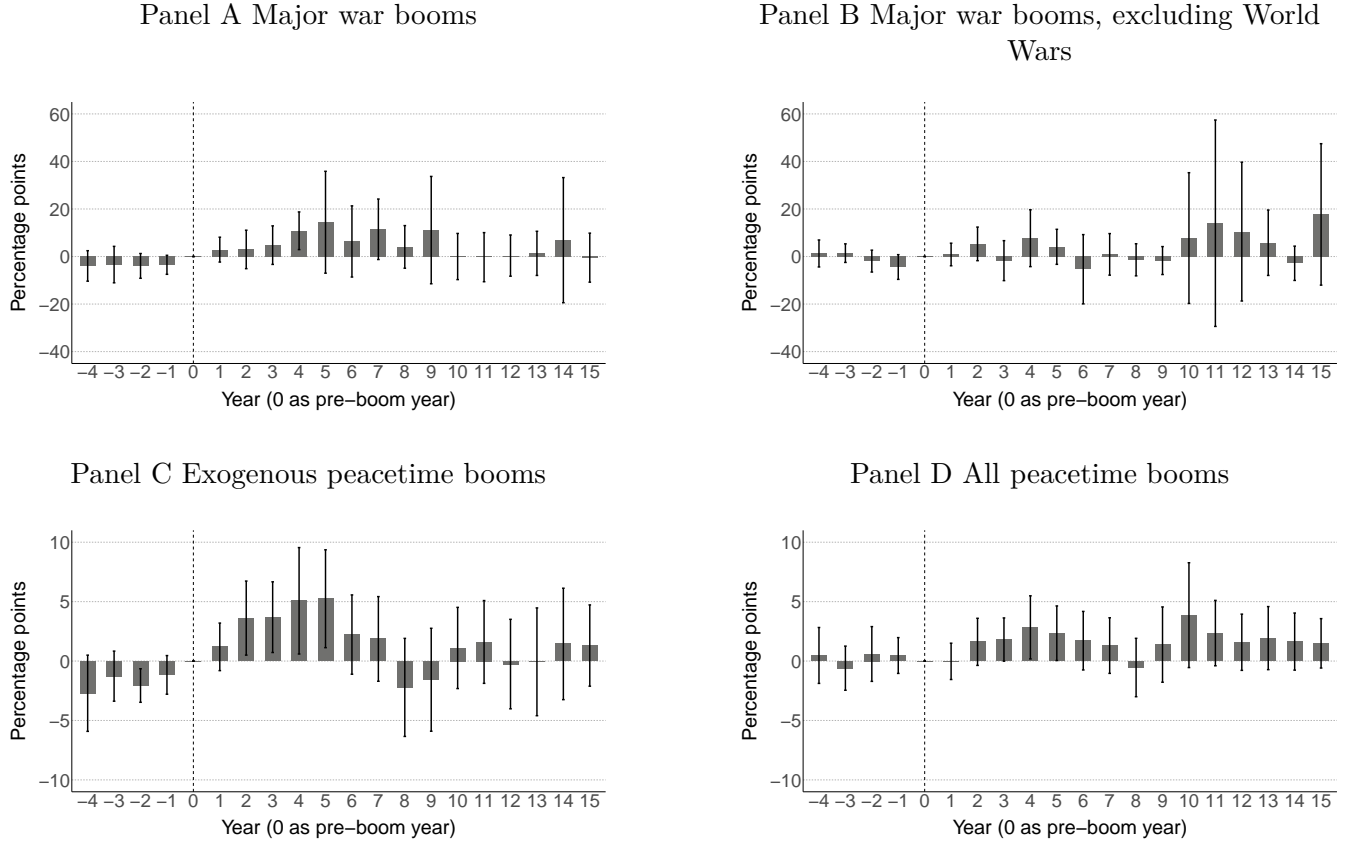 Panel A Major war booms
60
40
20
0
−20
−40
Percentage points
−4 −3 −2 −1 0 1 2 3 4 5 6 7 8 9 10 11 12 13 14 15
Year (0 as pre−boom year)
Panel B Major war booms, excluding World
Wars
60
40
20
0
−20
−40
Percentage points
−4 −3 −2 −1 0 1 2 3 4 5 6 7 8 9 10 11 12 13 14 15
Year (0 as pre−boom year)
Panel C Exogenous peacetime booms
10
5
0
−5
−10
Percentage points
−4 −3 −2 −1 0 1 2 3 4 5 6 7 8 9 10 11 12 13 14 15
Year (0 as pre−boom year)
Panel D All peacetime booms
10
5
0
−5
−10
Percentage points
−4 −3 −2 −1 0 1 2 3 4 5 6 7 8 9 10 11 12 13 14 15
Year (0 as pre−boom year)